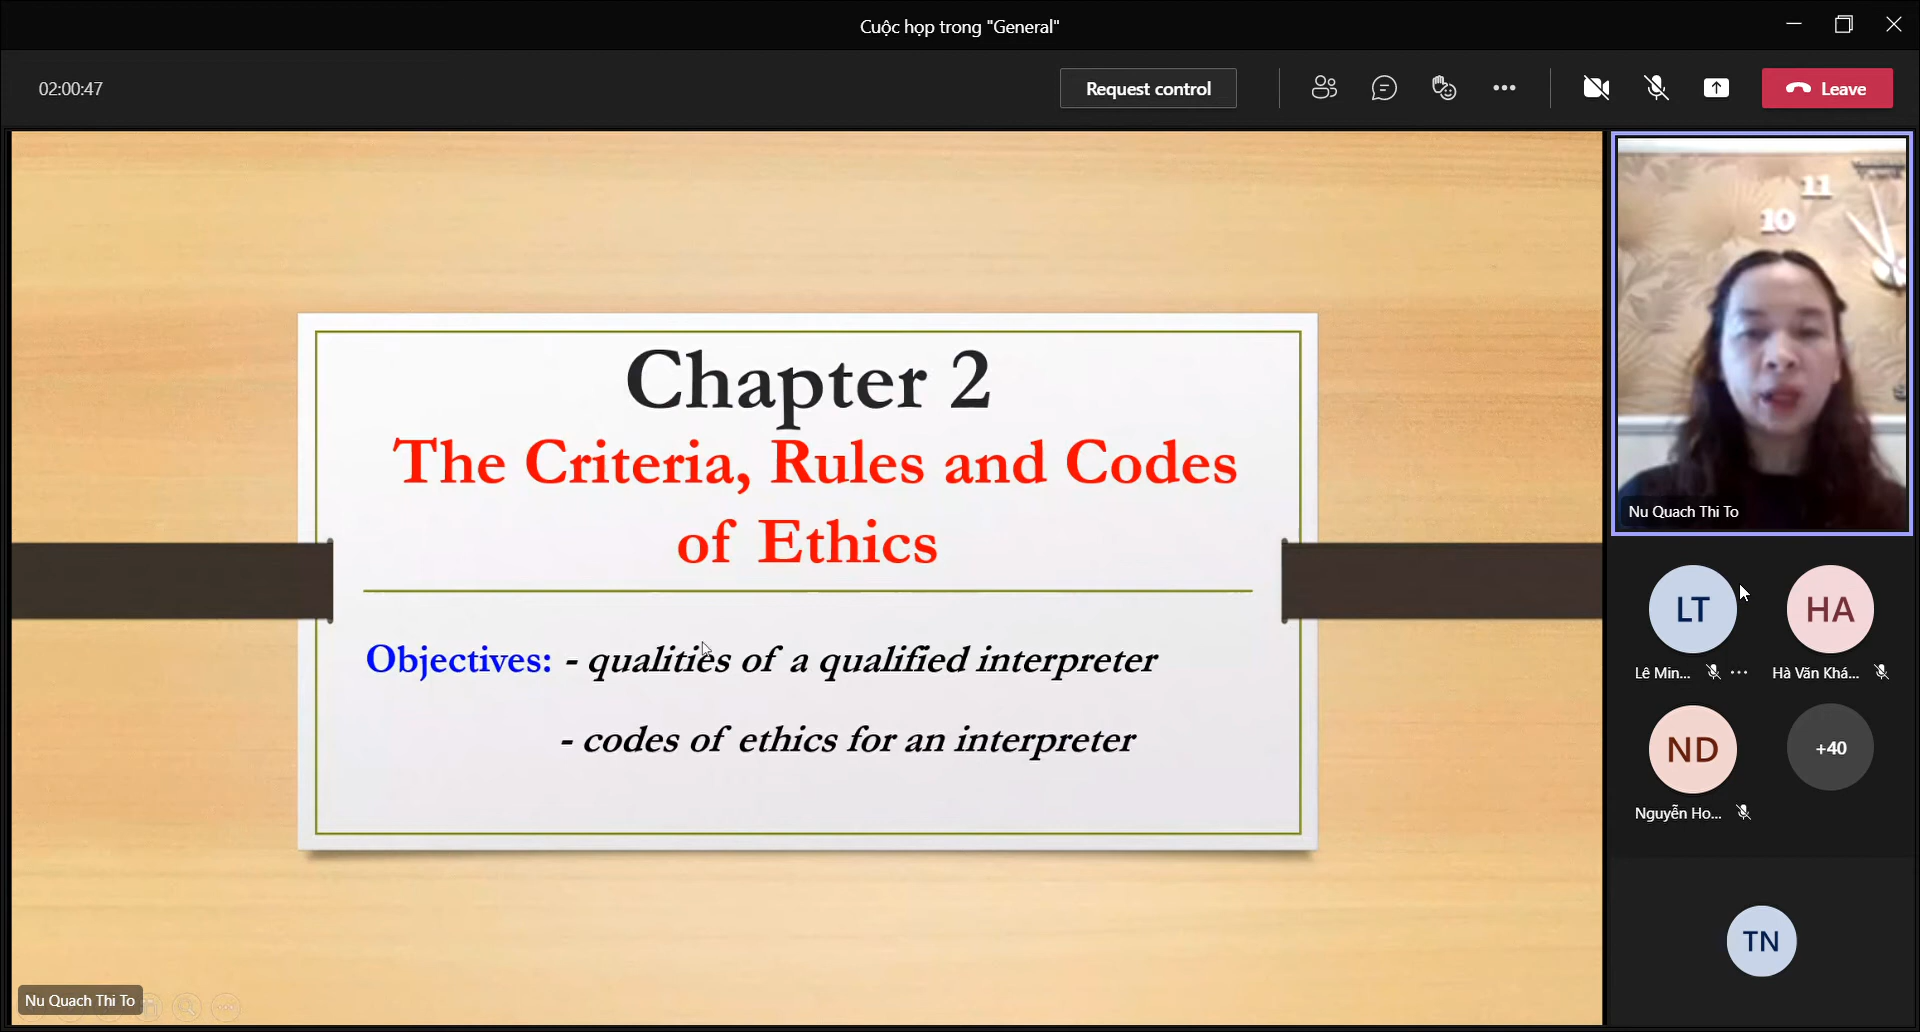 Cuộc họp trong "General"
02:00:47
Request control
Leave
Chapter 2
The Criteria, Rules and Codes
of Ethics
Objectives: - qualities of a qualified interpreter
- codes of ethics for an interpreter
Nu Quach Thi To
11
10
Nu Quach Thi To
LT
HA
Lê Min...
Hà Văn Khá...
ND
+40
Nguyễn Ho...
TN